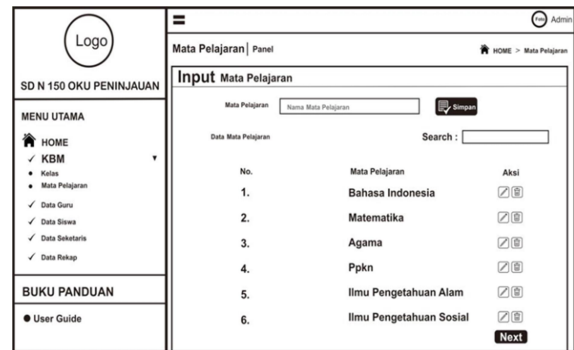 Logo
SD N 150 OKU PENINJAUAN
MENU UTAMA
HOME
KBM
Kelas
Mata Pelajaran
Data Guru
Data Siswa
Data Seketaris
Data Rekap
BUKU PANDUAN
User Guide
Foto Admin
Mata Pelajaran| Panel
HOME > Mata Pelajaran
Input Mata Pelajaran
Mata Pelajaran Nama Mata Pelajaran Simpan
Data Mata Pelajaran Search :
No. Mata Pelajaran Aksi
1. Bahasa Indonesia
2. Matematika
3. Agama
4. Ppkn
5. Ilmu Pengetahuan Alam
6. Ilmu Pengetahuan Sosial
Next